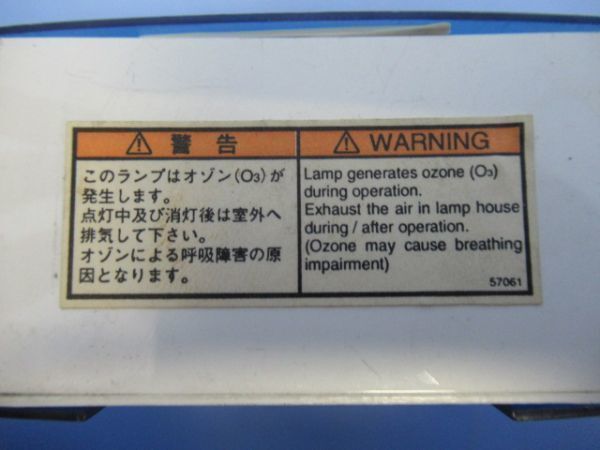 警告
このランプはオゾン(O₃)が
発生します。
点灯中及び消灯後は室外へ
排気して下さい。
オゾンによる呼吸障害の原
因となります。
WARNING
Lamp generates ozone (O₃)
during operation.
Exhaust the air in lamp house
during / after operation.
(Ozone may cause breathing
impairment)
57061